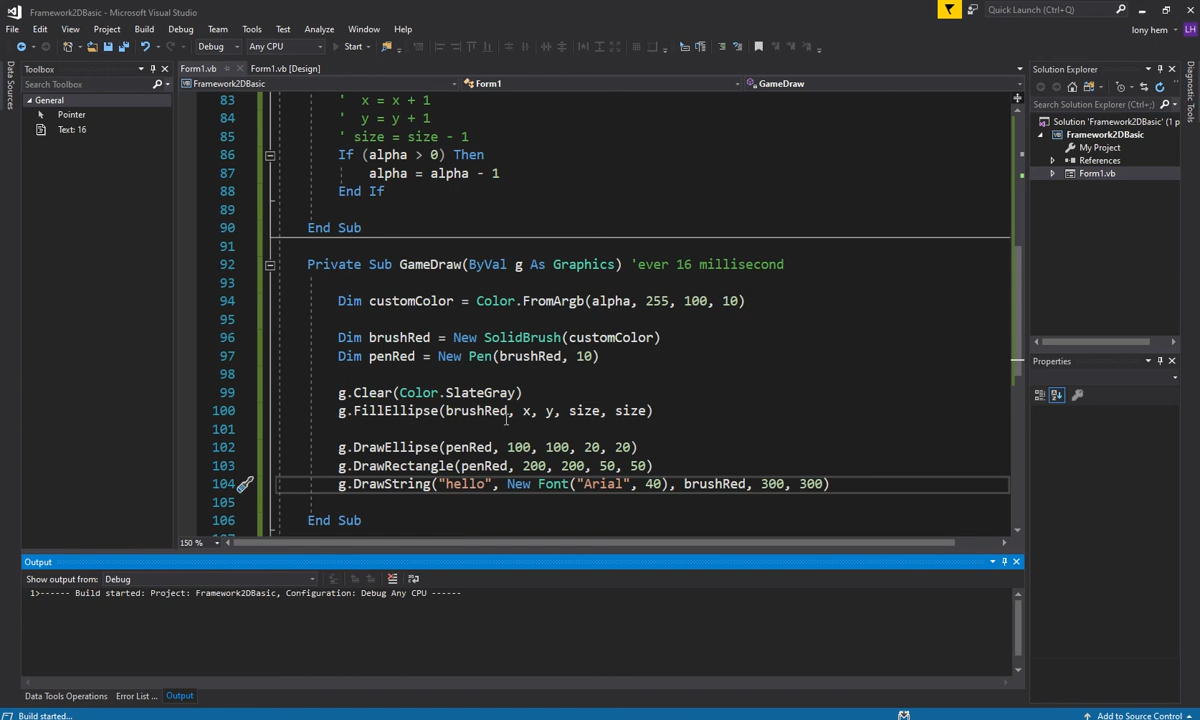 Framework2DBasic - Microsoft Visual Studio
Quick Launch (Ctrl+Q)
File Edit View Project Build Debug Team Tools Test Analyze Window Help
lony hem LH
Debug Any CPU Start
Data Sources
Toolbox
Search Toolbox
General
Pointer
Text: 16
Form1.vb Form1.vb [Design]
Framework2DBasic Form1 GameDraw
83 ' x = x + 1
84 ' y = y + 1
85 ' size = size - 1
86 If (alpha > 0) Then
87 alpha = alpha - 1
88 End If
89
90 End Sub
91
92 Private Sub GameDraw(ByVal g As Graphics) 'ever 16 millisecond
93
94 Dim customColor = Color.FromArgb(alpha, 255, 100, 10)
95
96 Dim brushRed = New SolidBrush(customColor)
97 Dim penRed = New Pen(brushRed, 10)
98
99 g.Clear(Color.SlateGray)
100 g.FillEllipse(brushRed, x, y, size, size)
101
102 g.DrawEllipse(penRed, 100, 100, 20, 20)
103 g.DrawRectangle(penRed, 200, 200, 50, 50)
104 g.DrawString("hello", New Font("Arial", 40), brushRed, 300, 300)
105
106 End Sub
150 %
Output
Show output from: Debug
1>------ Build started: Project: Framework2DBasic, Configuration: Debug Any CPU ------
Data Tools Operations Error List ... Output
Build started...
Add to Source Control
Solution Explorer
Search Solution Explorer (Ctrl+;)
Solution 'Framework2DBasic' (1 p
Framework2DBasic
My Project
References
Form1.vb
Properties
Diagnostic Tools